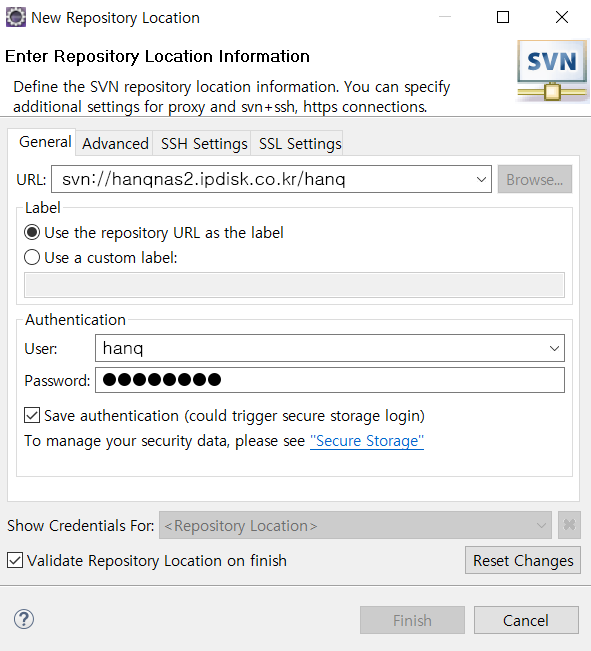 New Repository Location
Enter Repository Location Information
Define the SVN repository location information. You can specify
additional settings for proxy and svn+ssh, https connections.
SVN
General Advanced SSH Settings SSL Settings
URL: svn://hanqnas2.ipdisk.co.kr/hanq Browse...
Label
Use the repository URL as the label
Use a custom label:
Authentication
User: hanq
Password: ●●●●●●●●
Save authentication (could trigger secure storage login)
To manage your security data, please see "Secure Storage"
Show Credentials For: <Repository Location>
Validate Repository Location on finish Reset Changes
? Finish Cancel